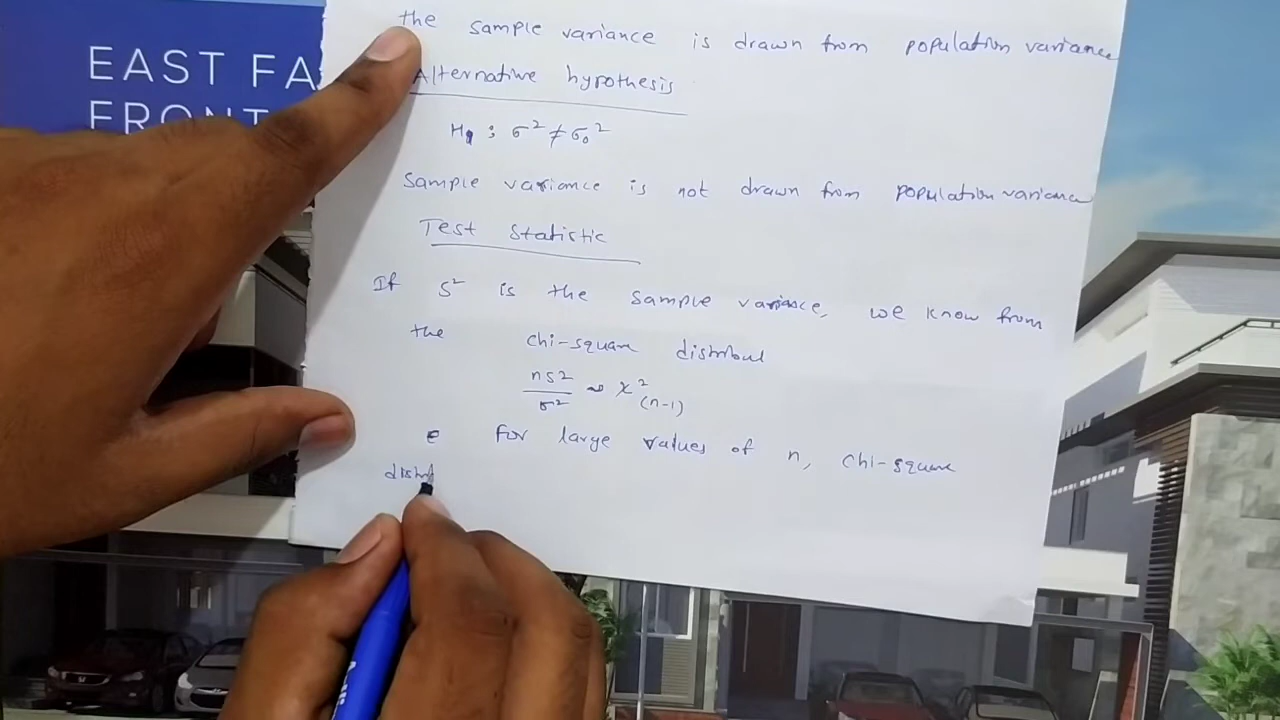 EAST FA
FRONT
the sample variance is drawn from population variance
Alternative hypothesis
H1 : σ² ≠ σ₀²
Sample variance is not drawn from population variance
Test Statistic
If S² is the sample variance, we know from
the chi-square distribut
ns²/σ² ~ χ²(n-1)
e for large values of n, chi-square
distri